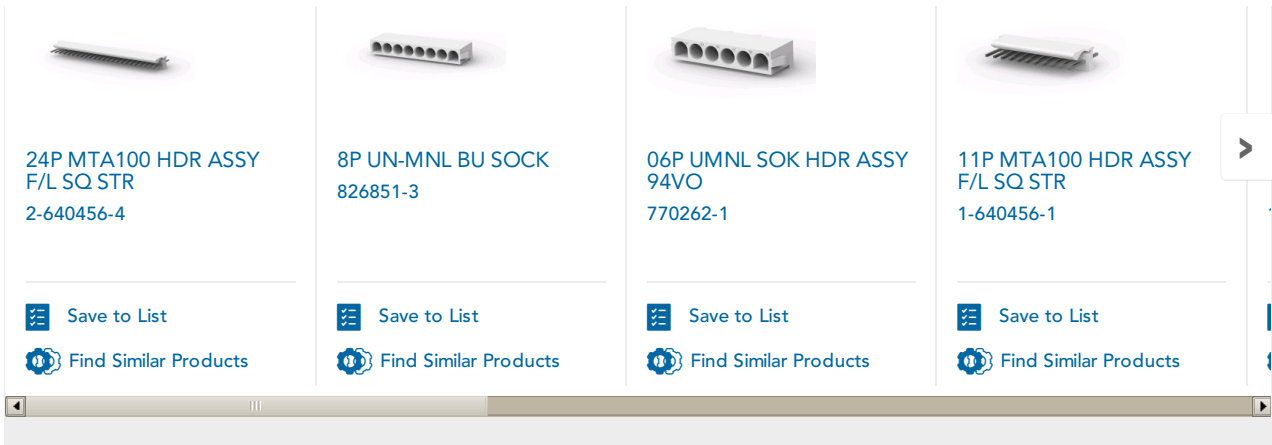 24P MTA100 HDR ASSY
F/L SQ STR
2-640456-4
Save to List
Find Similar Products
8P UN-MNL BU SOCK
826851-3
Save to List
Find Similar Products
06P UMNL SOK HDR ASSY
94VO
770262-1
Save to List
Find Similar Products
11P MTA100 HDR ASSY
F/L SQ STR
1-640456-1
Save to List
Find Similar Products